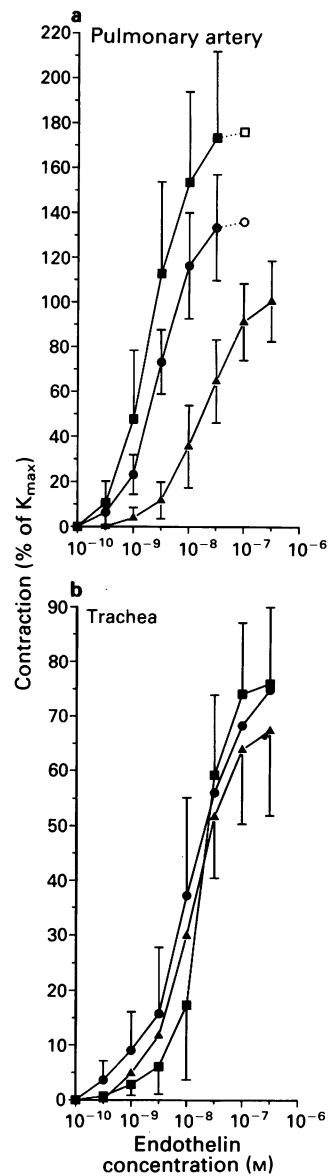 a
Pulmonary artery
220
200
180
160
140
120
100
80
60
40
20
0
10⁻¹⁰ 10⁻⁹ 10⁻⁸ 10⁻⁷ 10⁻⁶
Contraction (% of Kmax)
b
Trachea
90
80
70
60
50
40
30
20
10
0
10⁻¹⁰ 10⁻⁹ 10⁻⁸ 10⁻⁷ 10⁻⁶
Endothelin
concentration (M)